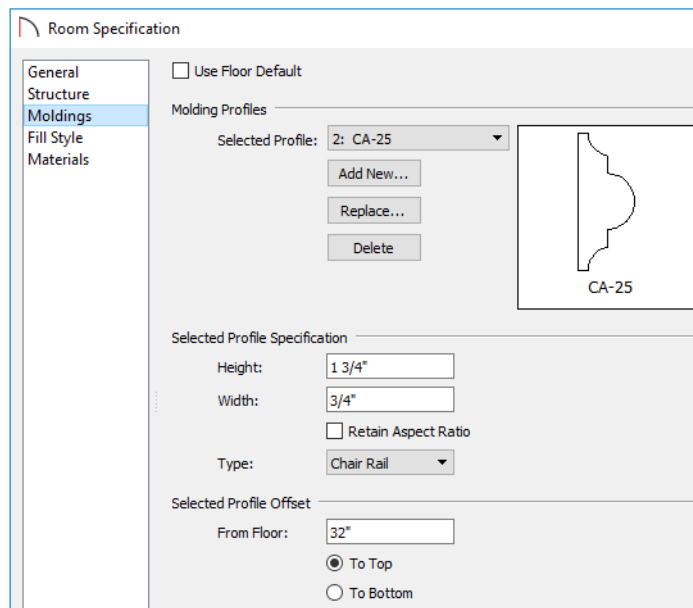 Room Specification
General
Structure
Moldings
Fill Style
Materials
Use Floor Default
Molding Profiles
Selected Profile: 2: CA-25
Add New...
Replace...
Delete
CA-25
Selected Profile Specification
Height: 1 3/4"
Width: 3/4"
Retain Aspect Ratio
Type: Chair Rail
Selected Profile Offset
From Floor: 32"
To Top
To Bottom